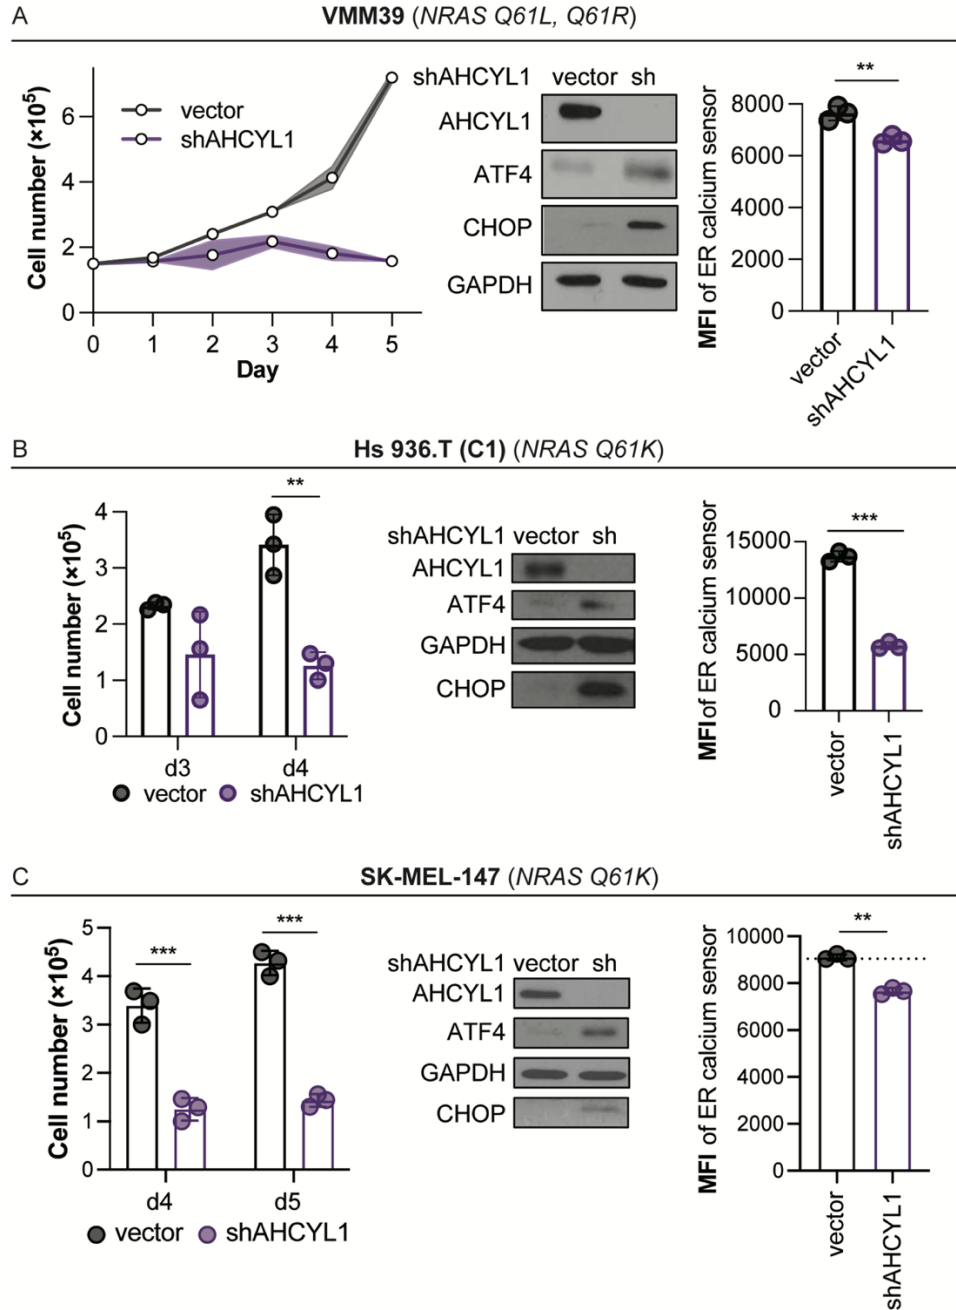 A
VMM39 (NRAS Q61L, Q61R)
Cell number (×10⁵)
6
4
2
0
0 1 2 3 4 5
Day
vector
shAHCYL1
shAHCYL1 vector sh
AHCYL1
ATF4
CHOP
GAPDH
MFI of ER calcium sensor
**
8000
6000
4000
2000
0
vector
shAHCYL1
B
Hs 936.T (C1) (NRAS Q61K)
Cell number (×10⁵)
**
4
3
2
1
0
d3 d4
vector shAHCYL1
shAHCYL1 vector sh
AHCYL1
ATF4
GAPDH
CHOP
MFI of ER calcium sensor
***
15000
10000
5000
0
vector
shAHCYL1
C
SK-MEL-147 (NRAS Q61K)
Cell number (×10⁵)
*** ***
5
4
3
2
1
0
d4 d5
vector shAHCYL1
shAHCYL1 vector sh
AHCYL1
ATF4
GAPDH
CHOP
MFI of ER calcium sensor
**
10000
8000
6000
4000
2000
0
vector
shAHCYL1